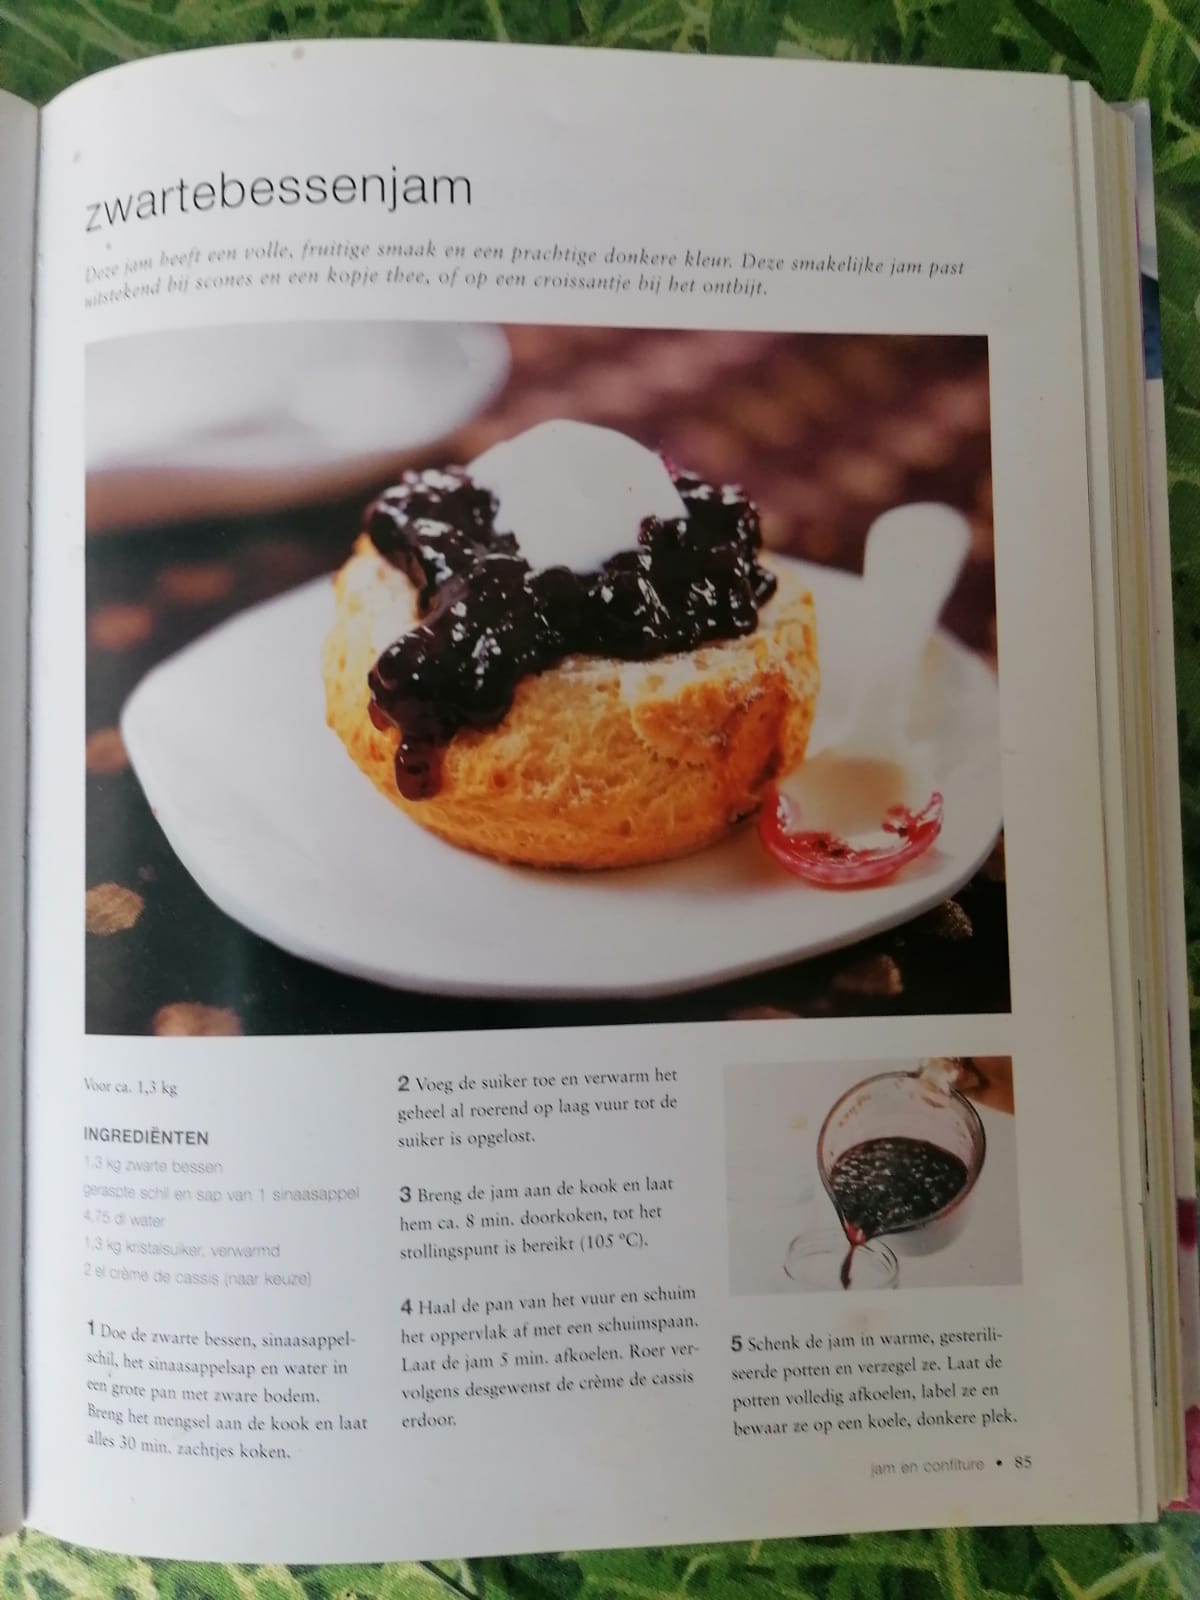 zwartebessenjam
Deze jam heeft een volle, fruitige smaak en een prachtige donkere kleur. Deze smakelijke jam past
uitstekend bij scones en een kopje thee, of op een croissantje bij het ontbijt.
Voor ca. 1,3 kg
INGREDIËNTEN
1,3 kg zwarte bessen
geraspte schil en sap van 1 sinaasappel
4,75 dl water
1,3 kg kristalsuiker, verwarmd
2 el crème de cassis (naar keuze)
1 Doe de zwarte bessen, sinaasappel-
schil, het sinaasappelsap en water in
een grote pan met zware bodem.
Breng het mengsel aan de kook en laat
alles 30 min. zachtjes koken.
2 Voeg de suiker toe en verwarm het
geheel al roerend op laag vuur tot de
suiker is opgelost.
3 Breng de jam aan de kook en laat
hem ca. 8 min. doorkoken, tot het
stollingspunt is bereikt (105 ºC).
4 Haal de pan van het vuur en schuim
het oppervlak af met een schuimspaan.
Laat de jam 5 min. afkoelen. Roer ver-
volgens desgewenst de crème de cassis
erdoor.
5 Schenk de jam in warme, gesterili-
seerde potten en verzegel ze. Laat de
potten volledig afkoelen, label ze en
bewaar ze op een koele, donkere plek.
jam en confiture • 85